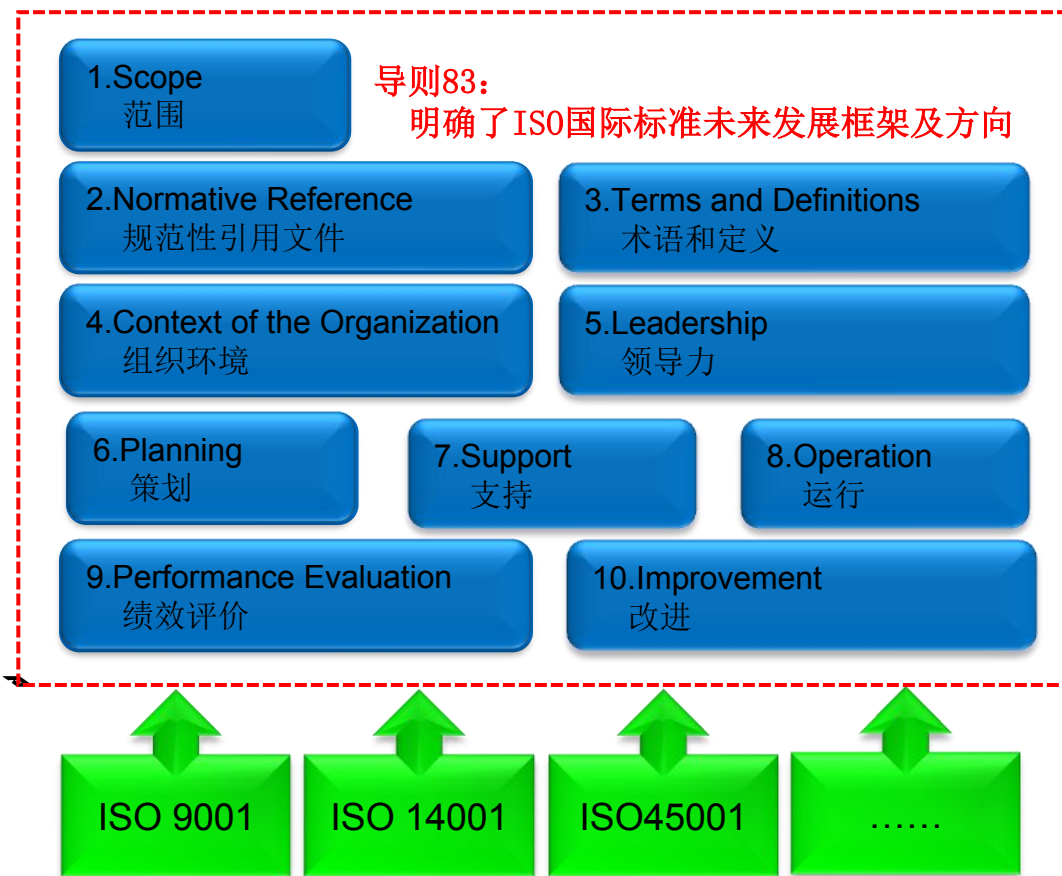 1.Scope
范围
导则83：
明确了ISO国际标准未来发展框架及方向
2.Normative Reference
规范性引用文件
3.Terms and Definitions
术语和定义
4.Context of the Organization
组织环境
5.Leadership
领导力
6.Planning
策划
7.Support
支持
8.Operation
运行
9.Performance Evaluation
绩效评价
10.Improvement
改进
ISO 9001
ISO 14001
ISO45001
……